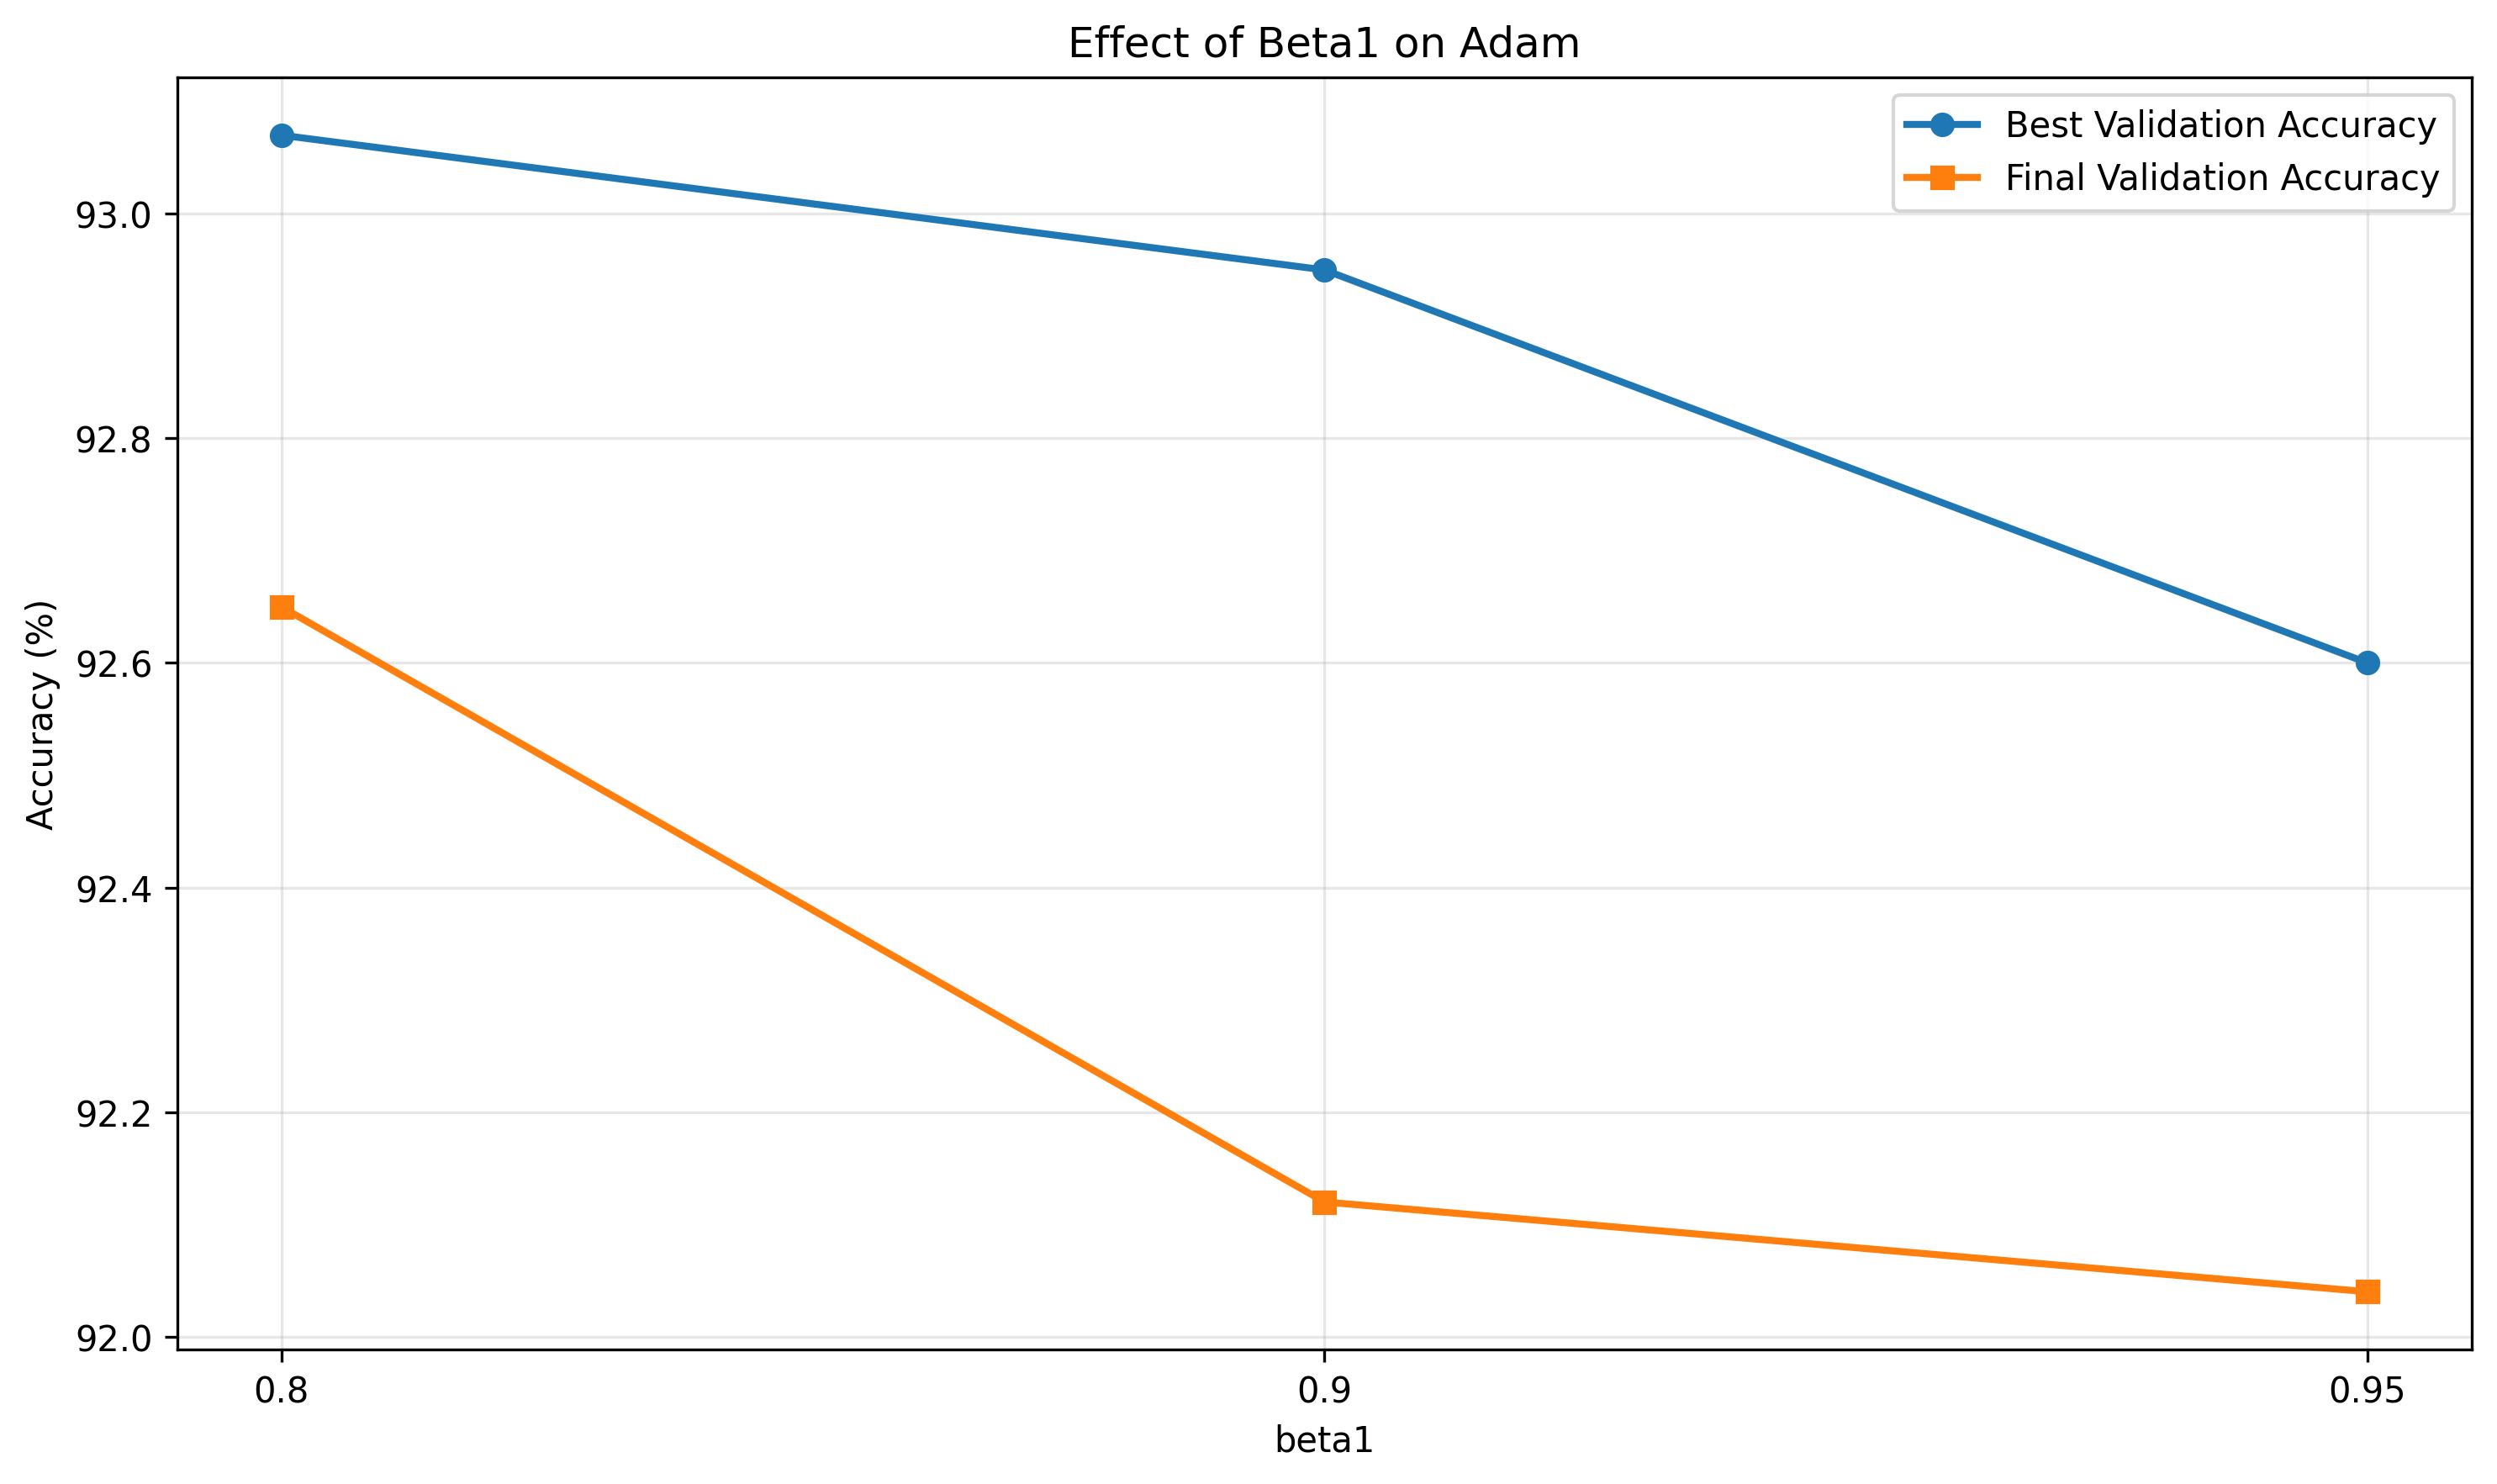 Effect of Beta1 on Adam
Best Validation Accuracy
Final Validation Accuracy
Accuracy (%)
93.0
92.8
92.6
92.4
92.2
92.0
0.8
0.9
0.95
beta1